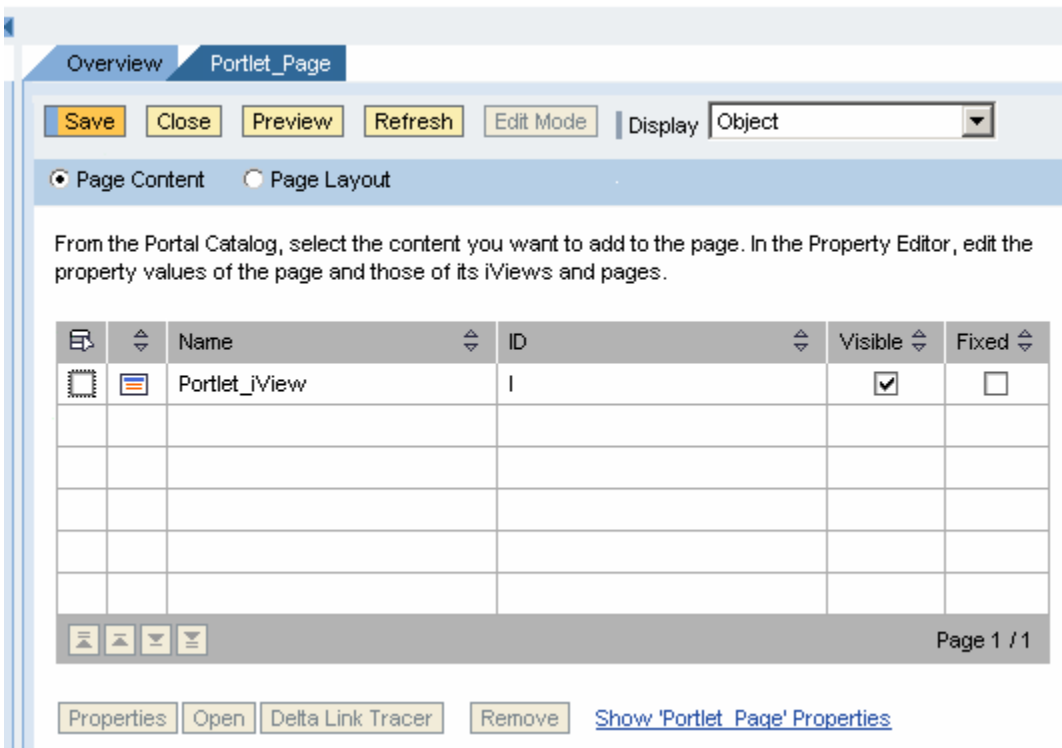 Overview Portlet_Page
Save Close Preview Refresh Edit Mode Display Object
Page Content Page Layout
From the Portal Catalog, select the content you want to add to the page. In the Property Editor, edit the
property values of the page and those of its iViews and pages.
Name ID Visible Fixed
Portlet_iView I
Page 1 / 1
Properties Open Delta Link Tracer Remove Show 'Portlet_Page' Properties